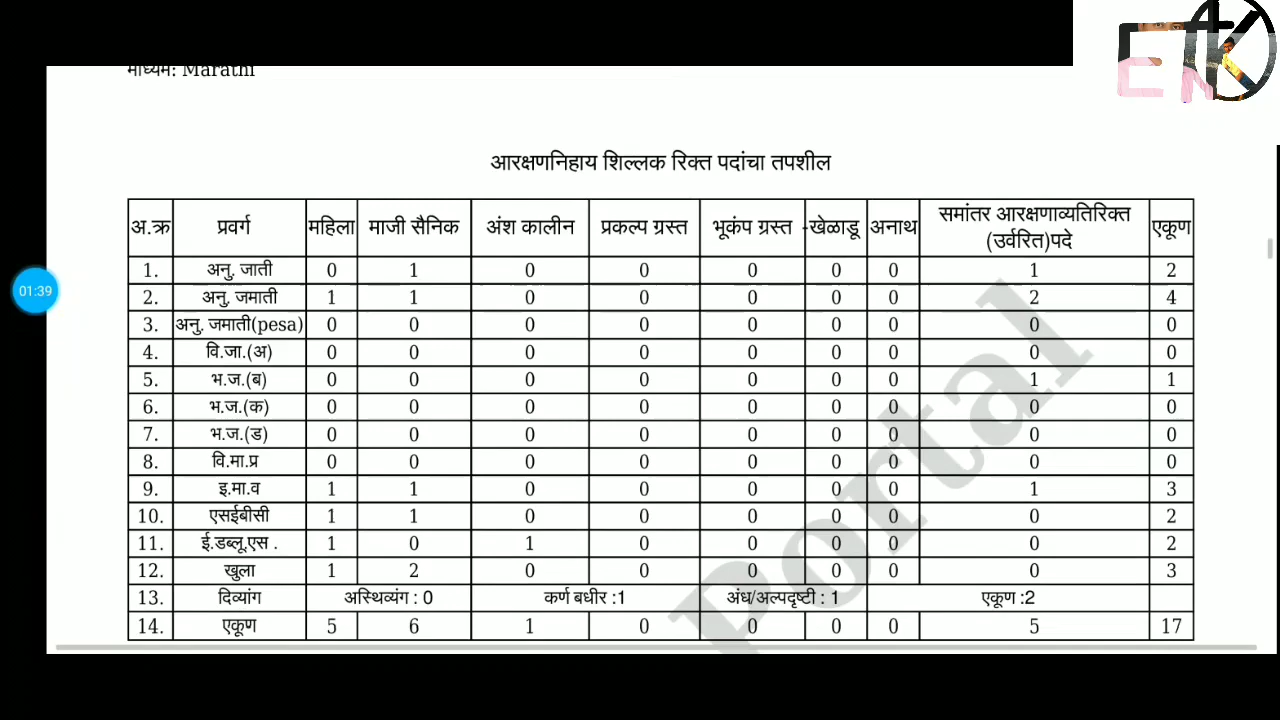 माध्यम: Marathi
आरक्षणनिहाय शिल्लक रिक्त पदांचा तपशील
अ.क्र प्रवर्ग महिला माजी सैनिक अंश कालीन प्रकल्प ग्रस्त भूकंप ग्रस्त खेळाडू अनाथ समांतर आरक्षणाव्यतिरिक्त (उर्वरित)पदे एकूण
1. अनु. जाती 0 1 0 0 0 0 0 1 2
2. अनु. जमाती 1 1 0 0 0 0 0 2 4
3. अनु. जमाती(pesa) 0 0 0 0 0 0 0 0 0
4. वि.जा.(अ) 0 0 0 0 0 0 0 0 0
5. भ.ज.(ब) 0 0 0 0 0 0 0 1 1
6. भ.ज.(क) 0 0 0 0 0 0 0 0 0
7. भ.ज.(ड) 0 0 0 0 0 0 0 0 0
8. वि.मा.प्र 0 0 0 0 0 0 0 0 0
9. इ.मा.व 1 1 0 0 0 0 0 1 3
10. एसईबीसी 1 1 0 0 0 0 0 0 2
11. ई.डब्लू.एस . 1 0 1 0 0 0 0 0 2
12. खुला 1 2 0 0 0 0 0 0 3
13. दिव्यांग अस्थिव्यंग : 0 कर्ण बधीर :1 अंध/अल्पदृष्टी : 1 एकूण :2
14. एकूण 5 6 1 0 0 0 0 5 17
01:39
Portal
ETK